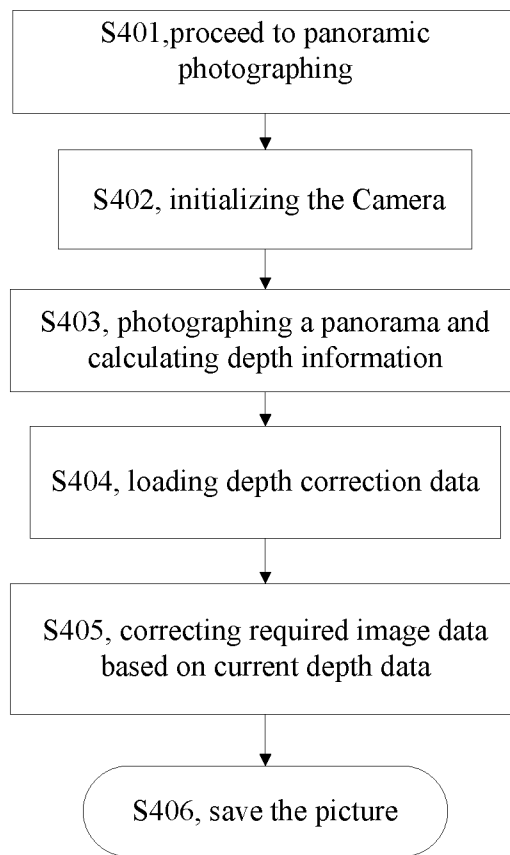 S401,proceed to panoramic
photographing
S402, initializing the Camera
S403, photographing a panorama and
calculating depth information
S404, loading depth correction data
S405, correcting required image data
based on current depth data
S406, save the picture